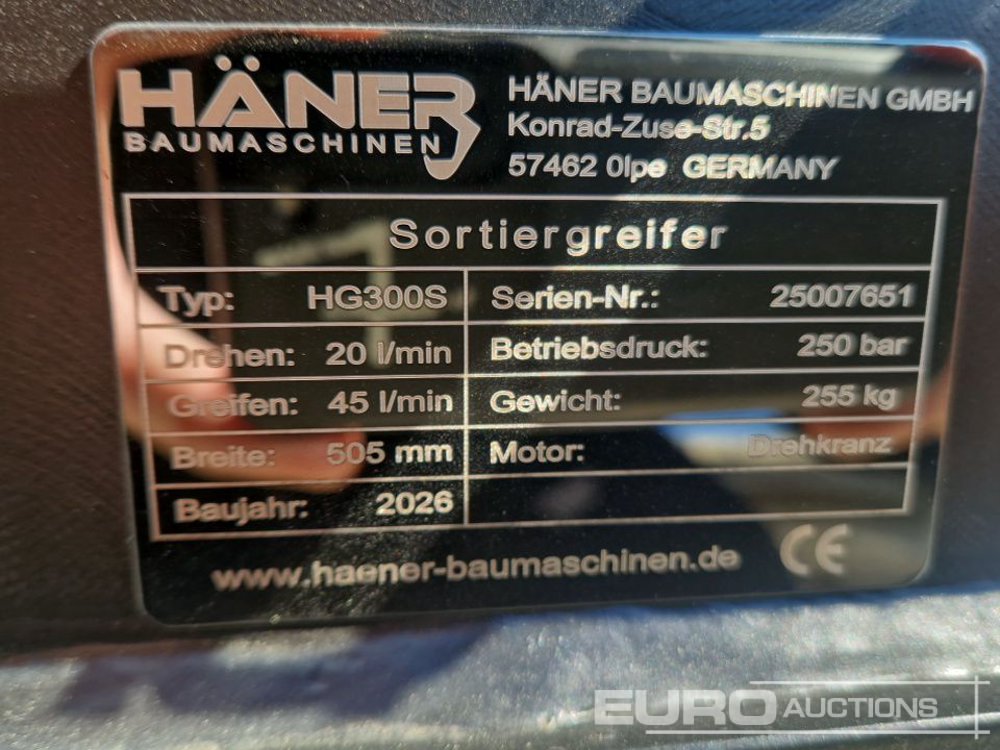 HÄNER
BAUMASCHINEN
HÄNER BAUMASCHINEN GMBH
Konrad-Zuse-Str.5
57462 Olpe GERMANY
Sortiergreifer
Typ: HG300S Serien-Nr.: 25007651
Drehen: 20 l/min Betriebsdruck: 250 bar
Greifen: 45 l/min Gewicht: 255 kg
Breite: 505 mm Motor: Drehkranz
Baujahr: 2026
www.haener-baumaschinen.de CE
EURO AUCTIONS